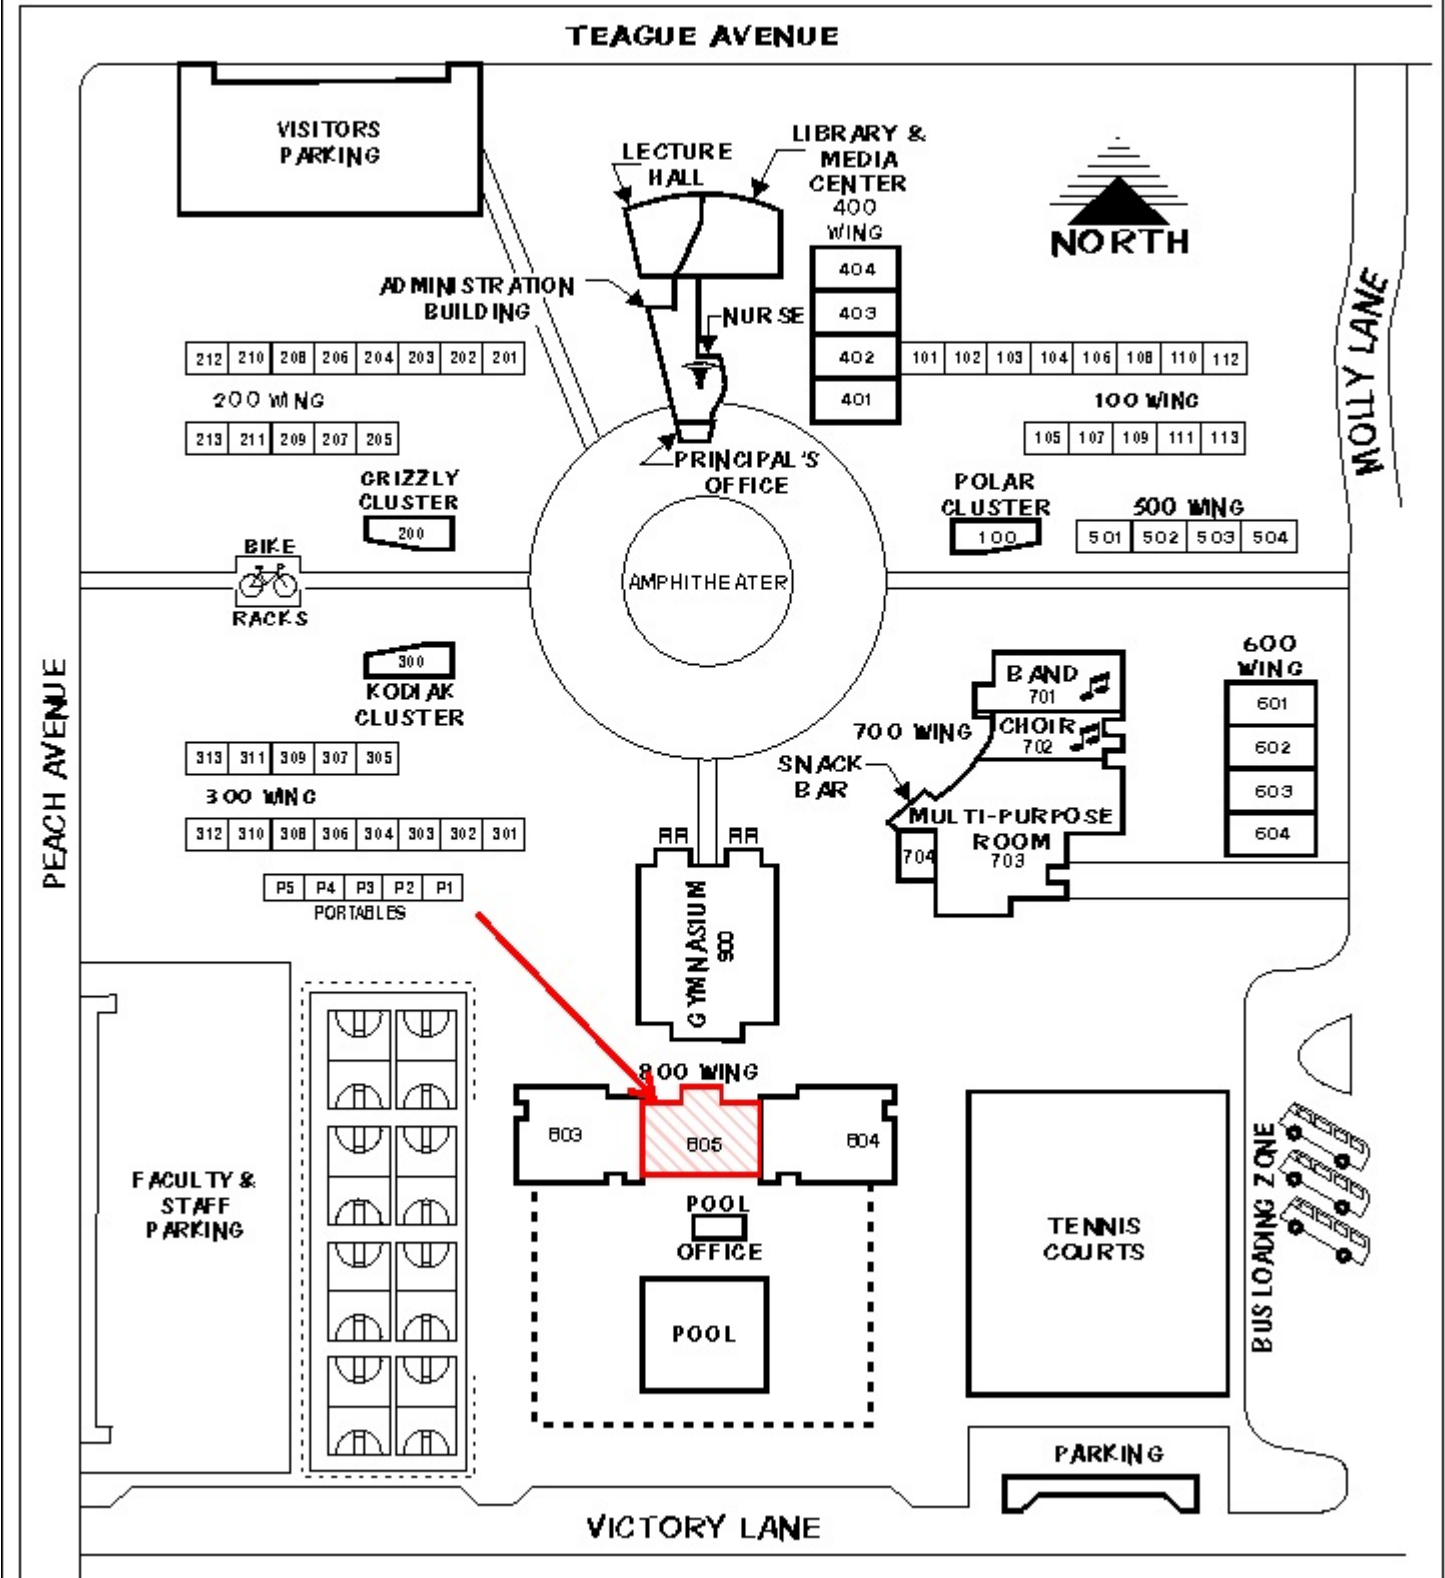 TEAGUE AVENUE
VISITORS
PARKING
LECTURE
HALL
LIBRARY &
MEDIA
CENTER
400
WING
404
403
402
401
NORTH
ADMINISTRATION
BUILDING
NURSE
MOLLY LANE
212 210 208 206 204 203 202 201
200 WING
213 211 209 207 205
101 102 103 104 106 108 110 112
100 WING
105 107 109 111 113
PRINCIPAL'S
OFFICE
GRIZZLY
CLUSTER
200
POLAR
CLUSTER
100
500 WING
501 502 503 504
BIKE
RACKS
AMPHITHEATER
300
KODIAK
CLUSTER
PEACH AVENUE
313 311 309 307 305
300 WING
312 310 308 306 304 303 302 301
P5 P4 P3 P2 P1
PORTABLES
BAND
701
CHOIR
702
700 WING
SNACK
BAR
MULTI-PURPOSE
ROOM
703
704
600
WING
601
602
603
604
RR RR
GYMNASIUM
900
800 WING
803
805
804
POOL
OFFICE
POOL
FACULTY &
STAFF
PARKING
TENNIS
COURTS
BUS LOADING ZONE
PARKING
VICTORY LANE